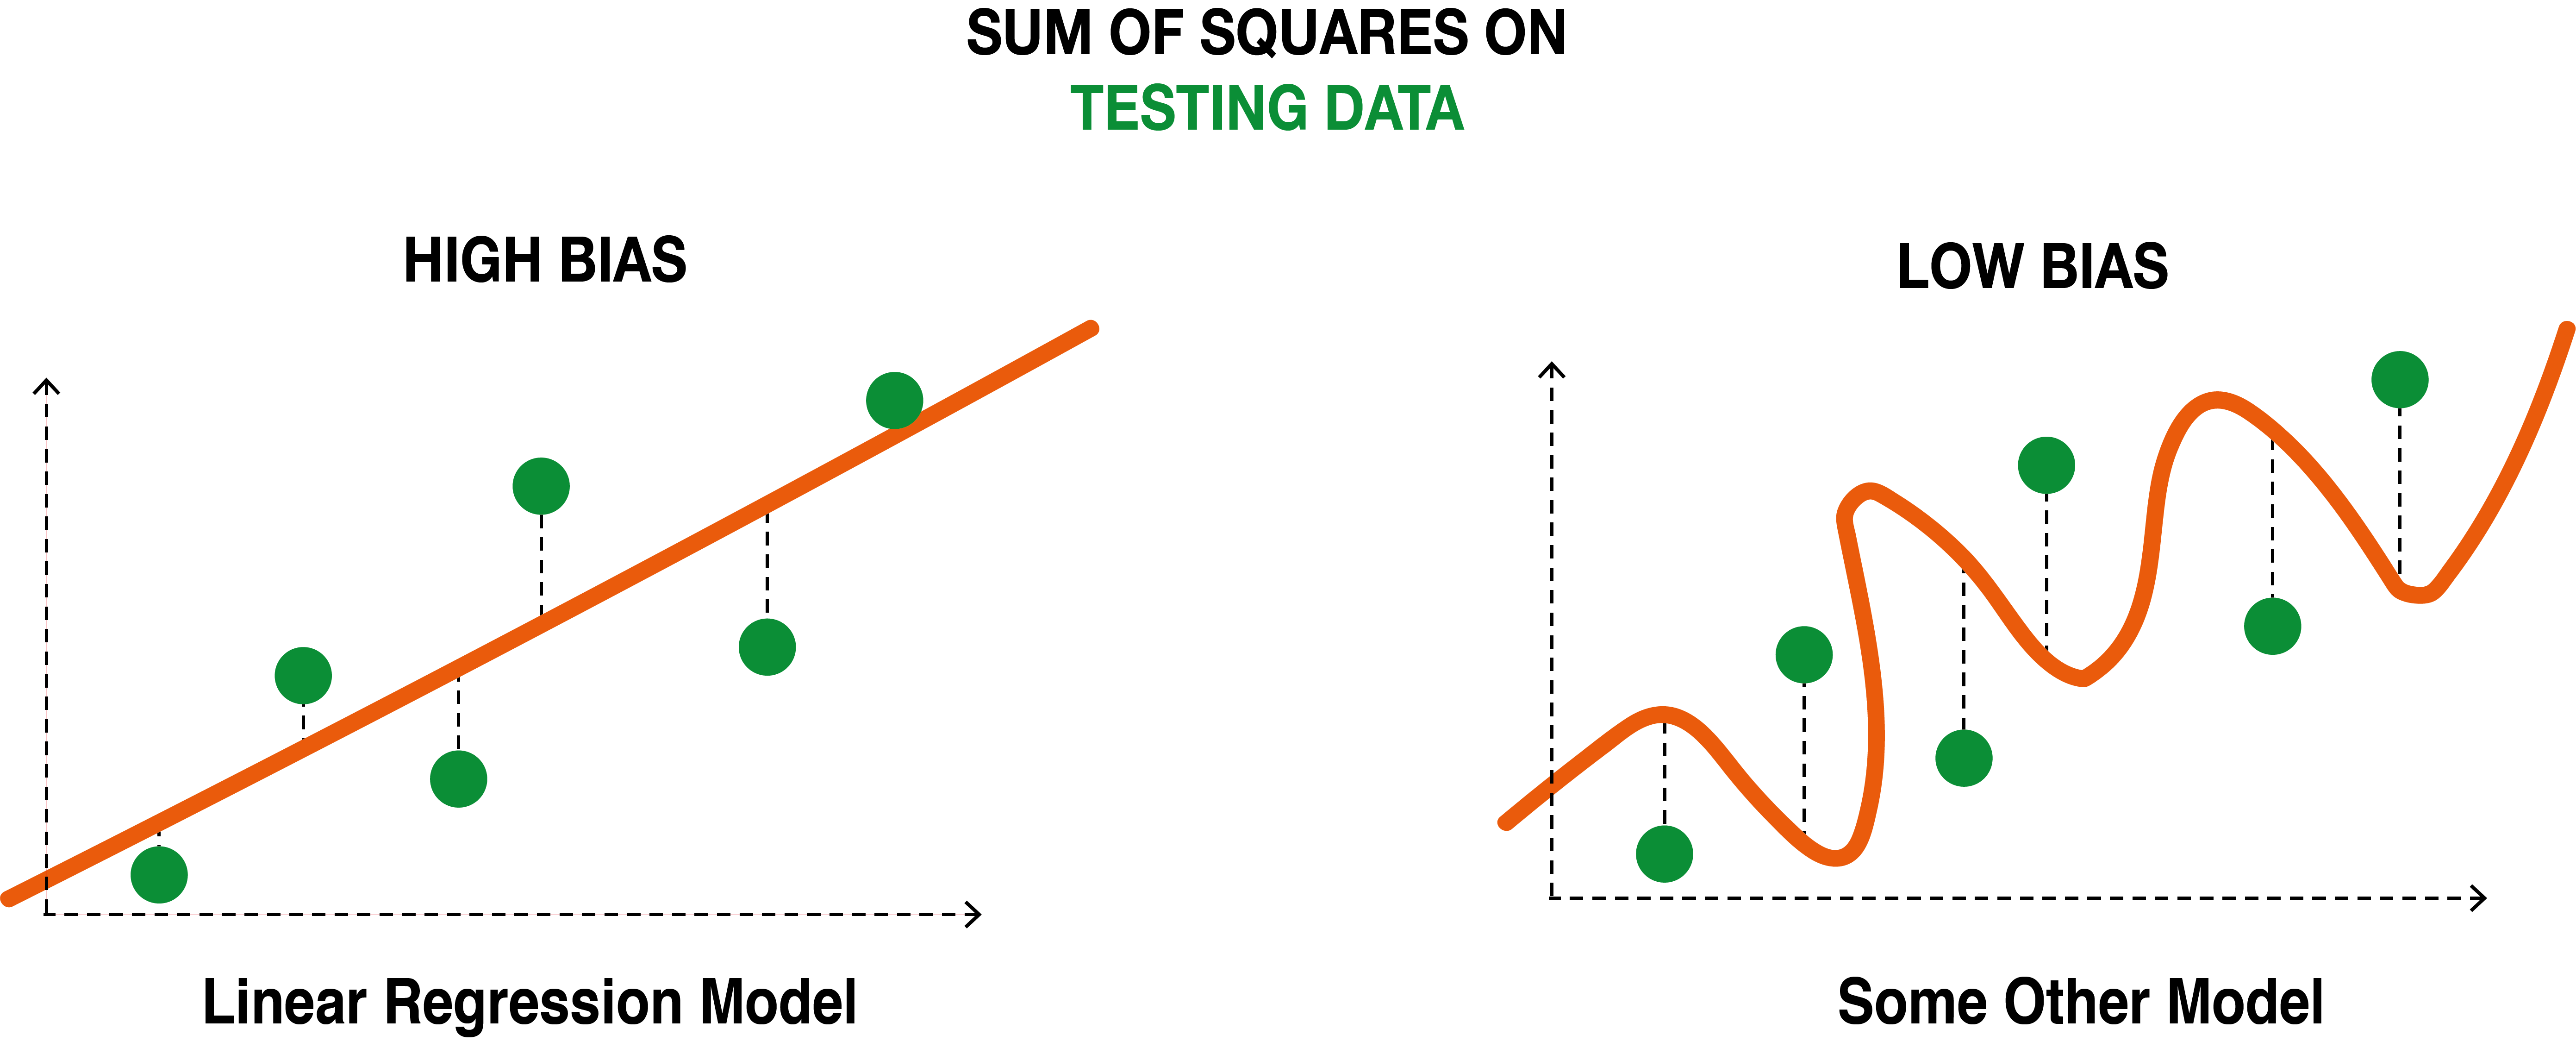 SUM OF SQUARES ON
TESTING DATA
HIGH BIAS
LOW BIAS
Linear Regression Model
Some Other Model